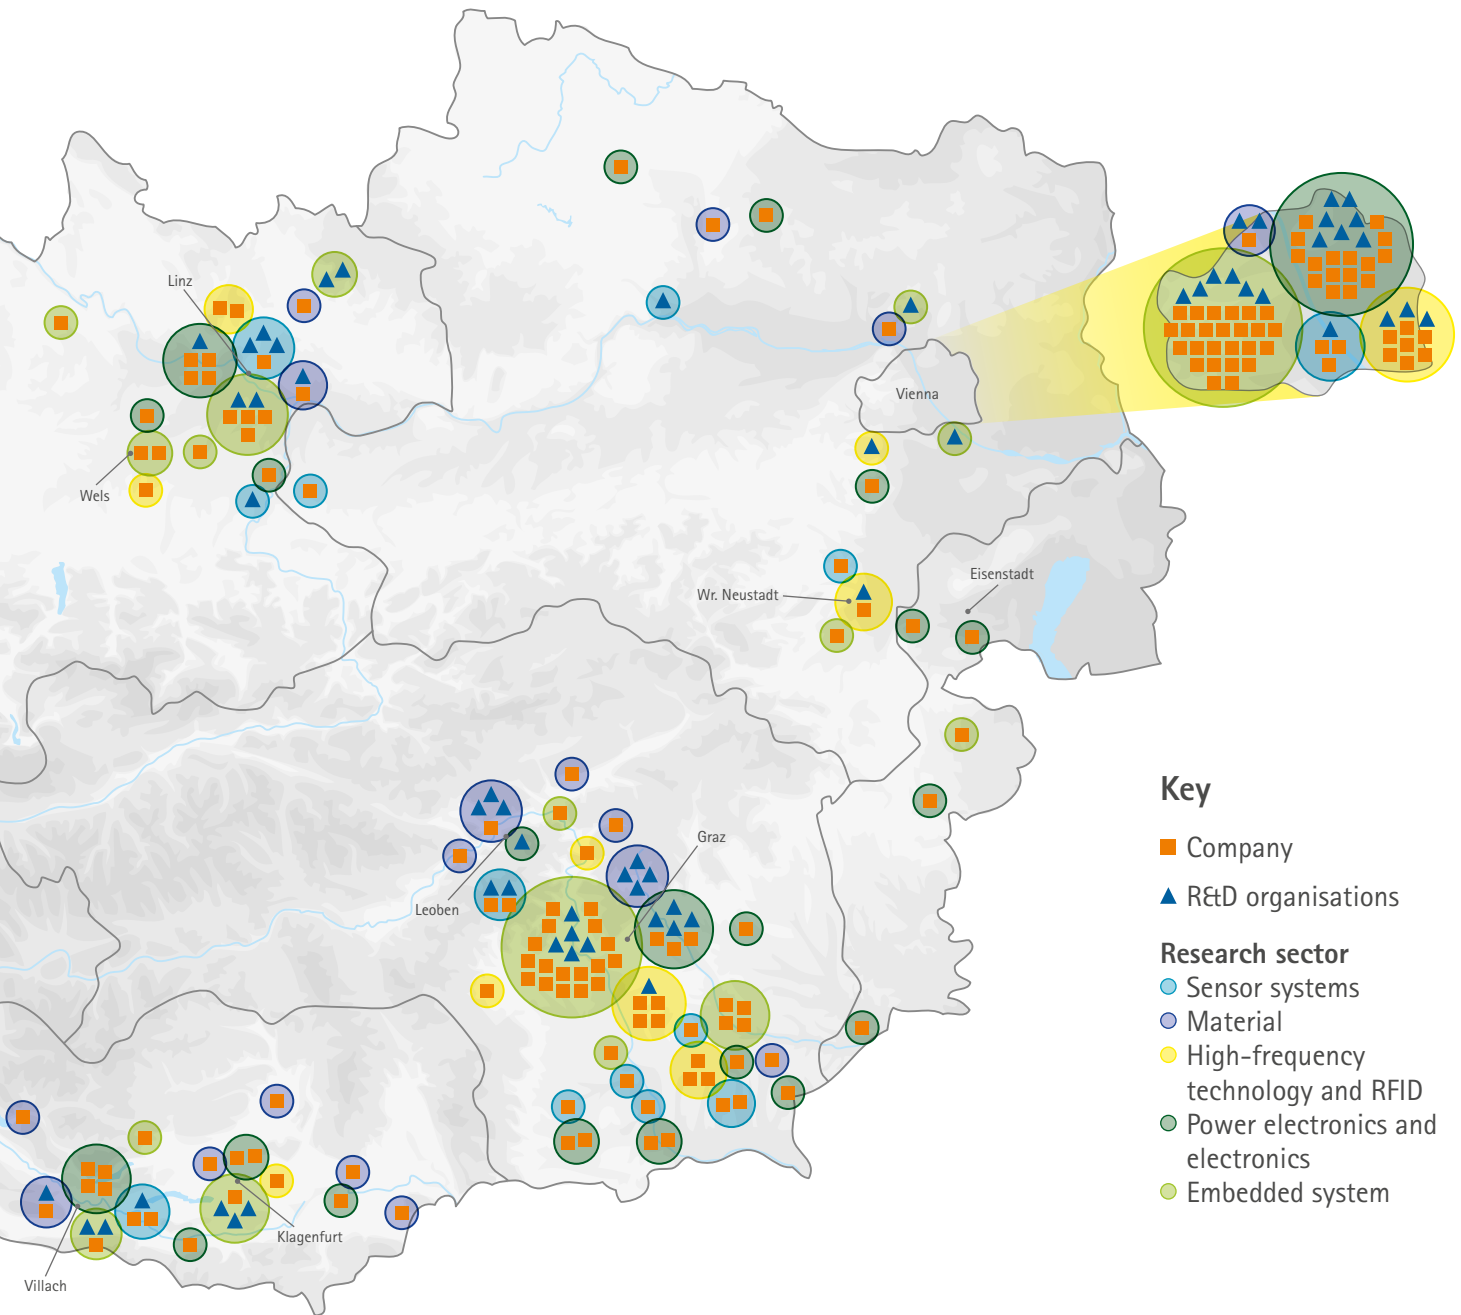 Linz
Vienna
Wels
Eisenstadt
Wr. Neustadt
Graz
Leoben
Klagenfurt
Villach
Key
Company
R&D organisations
Research sector
Sensor systems
Material
High-frequency
technology and RFID
Power electronics and
electronics
Embedded system